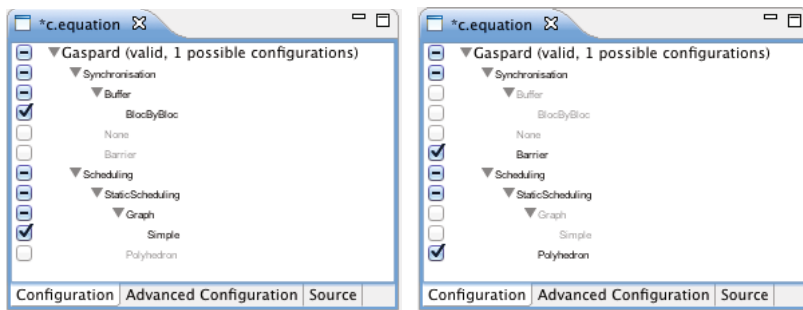 *c.equation
Gaspard (valid, 1 possible configurations)
Synchronisation
Buffer
BlocByBloc
None
Barrier
Scheduling
StaticScheduling
Graph
Simple
Polyhedron
Configuration Advanced Configuration Source
*c.equation
Gaspard (valid, 1 possible configurations)
Synchronisation
Buffer
BlocByBloc
None
Barrier
Scheduling
StaticScheduling
Graph
Simple
Polyhedron
Configuration Advanced Configuration Source